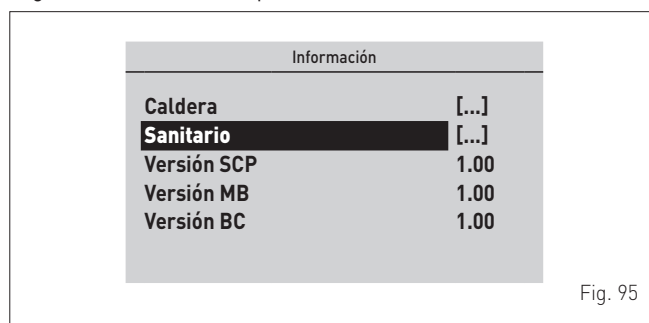 Información
Caldera [...]
Sanitario [...]
Versión SCP 1.00
Versión MB 1.00
Versión BC 1.00
Fig. 95